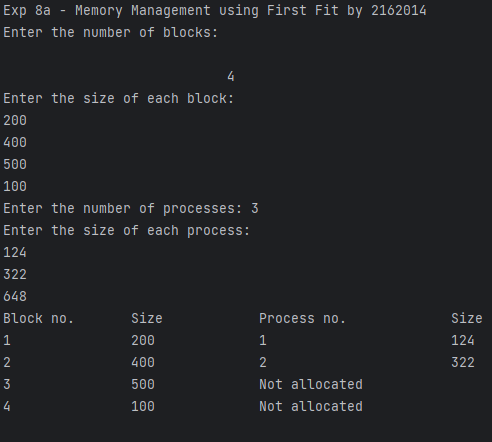 Exp 8a - Memory Management using First Fit by 2162014
Enter the number of blocks:
4
Enter the size of each block:
200
400
500
100
Enter the number of processes: 3
Enter the size of each process:
124
322
648
Block no. Size Process no. Size
1 200 1 124
2 400 2 322
3 500 Not allocated
4 100 Not allocated